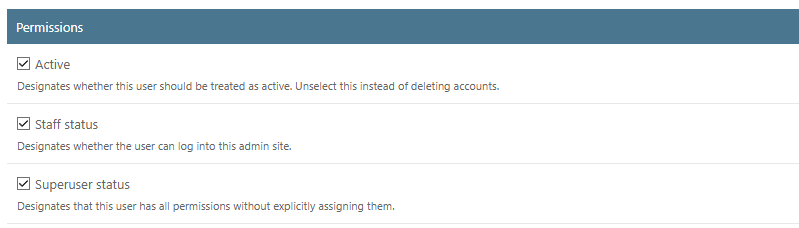 Permissions
Active
Designates whether this user should be treated as active. Unselect this instead of deleting accounts.
Staff status
Designates whether the user can log into this admin site.
Superuser status
Designates that this user has all permissions without explicitly assigning them.